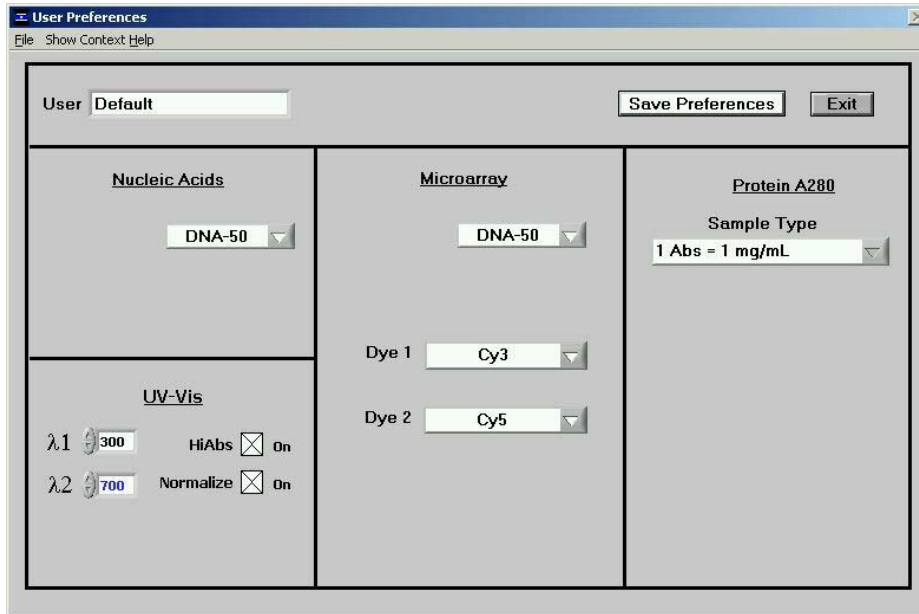 User Preferences
File Show Context Help
User Default
Save Preferences
Exit
Nucleic Acids
DNA-50
Microarray
DNA-50
Dye 1 Cy3
Dye 2 Cy5
Protein A280
Sample Type
1 Abs = 1 mg/mL
UV-Vis
λ1 300 HiAbs On
λ2 700 Normalize On